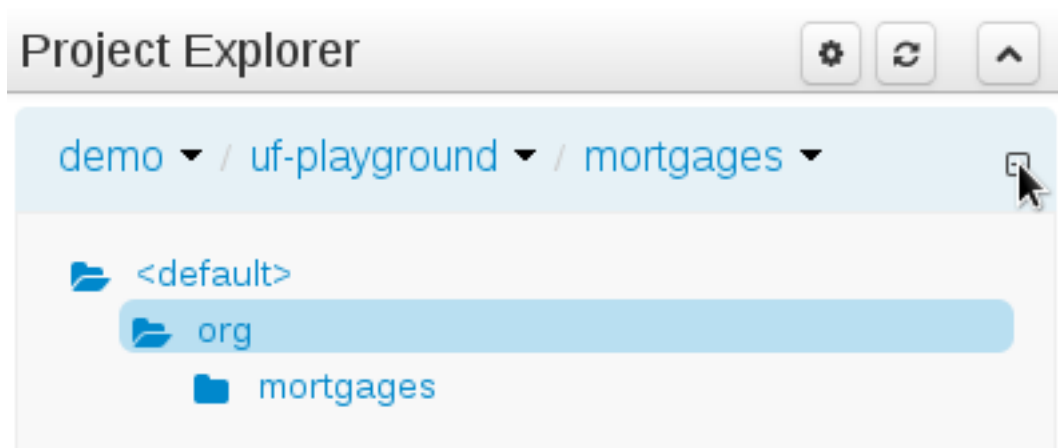 Project Explorer
demo / uf-playground / mortgages
<default>
org
mortgages